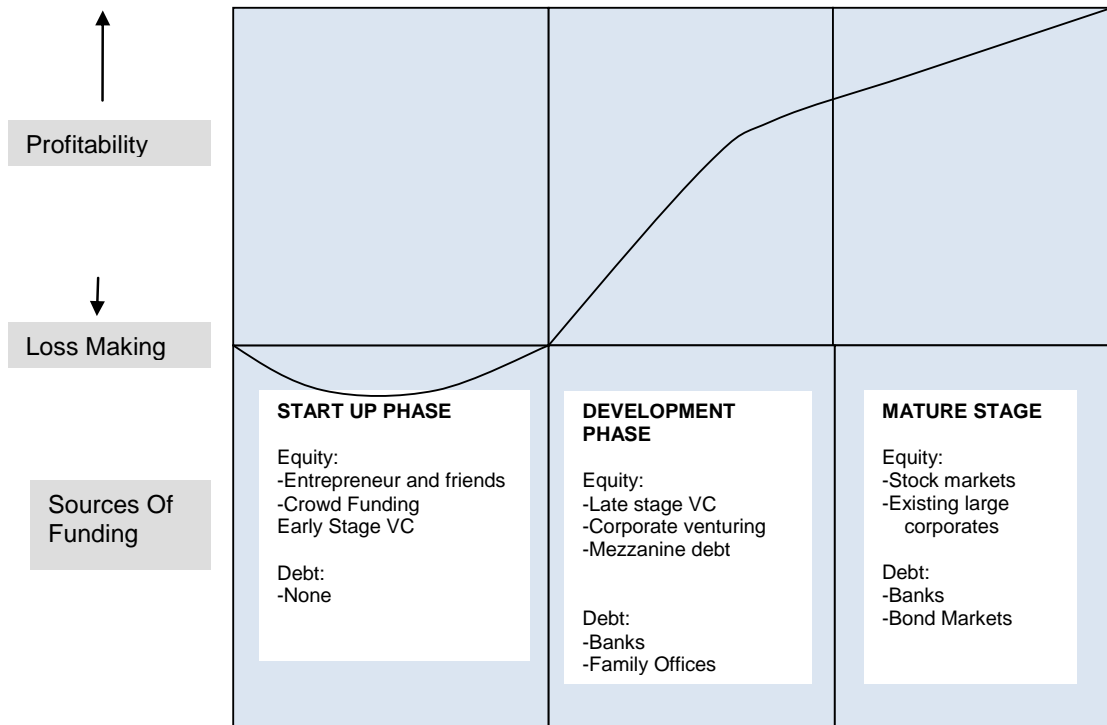 Profitability
Loss Making
Sources Of
Funding
START UP PHASE
Equity:
-Entrepreneur and friends
-Crowd Funding
Early Stage VC
Debt:
-None
DEVELOPMENT
PHASE
Equity:
-Late stage VC
-Corporate venturing
-Mezzanine debt
Debt:
-Banks
-Family Offices
MATURE STAGE
Equity:
-Stock markets
-Existing large
corporates
Debt:
-Banks
-Bond Markets